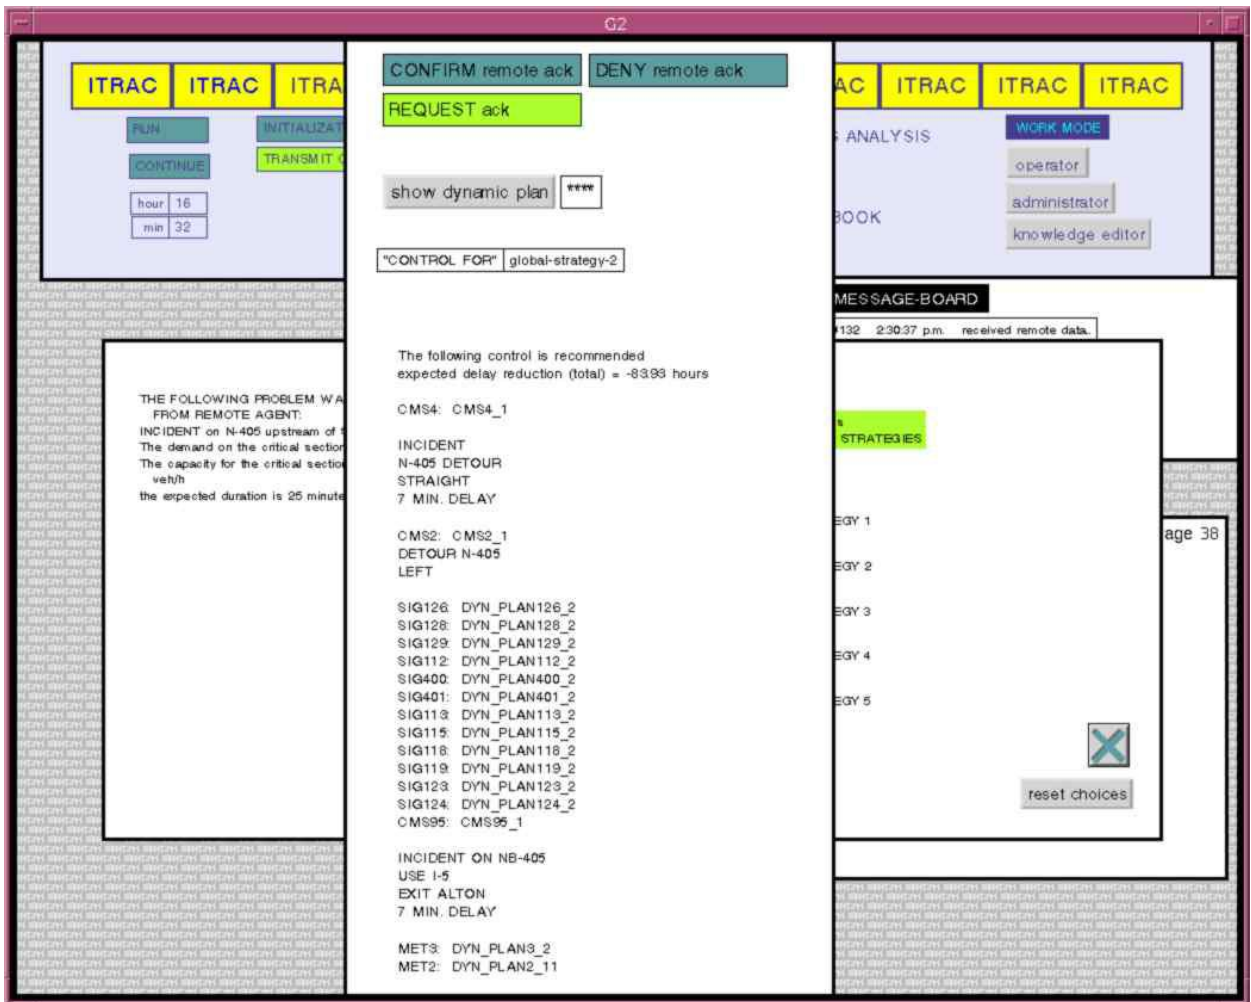 G2
ITRAC
ITRAC
ITRA
AC
ITRAC
ITRAC
ITRAC
RUN
INITIALIZAT
CONTINUE
TRANSMIT
hour 16
min 32
CONFIRM remote ack
DENY remote ack
REQUEST ack
show dynamic plan ****
"CONTROL FOR" global-strategy-2
ANALYSIS
BOOK
WORK MODE
operator
administrator
knowledge editor
MESSAGE-BOARD
132 2:30:37 p.m. received remote data.
THE FOLLOWING PROBLEM WA
FROM REMOTE AGENT:
INCIDENT on N-405 upstream of
The demand on the critical section
The capacity for the critical sectio
veh/h
the expected duration is 25 minute
The following control is recommended
expected delay reduction (total) = -83.93 hours
CMS4: CMS4_1
INCIDENT
N-405 DETOUR
STRAIGHT
7 MIN. DELAY
CMS2: CMS2_1
DETOUR N-405
LEFT
SIG126: DYN_PLAN126_2
SIG128: DYN_PLAN128_2
SIG129: DYN_PLAN129_2
SIG112: DYN_PLAN112_2
SIG400: DYN_PLAN400_2
SIG401: DYN_PLAN401_2
SIG113: DYN_PLAN113_2
SIG115: DYN_PLAN115_2
SIG118: DYN_PLAN118_2
SIG119: DYN_PLAN119_2
SIG123: DYN_PLAN123_2
SIG124: DYN_PLAN124_2
CMS95: CMS95_1
INCIDENT ON NB-405
USE I-5
EXIT ALTON
7 MIN. DELAY
MET3: DYN_PLAN3_2
MET2: DYN_PLAN2_11
STRATEGIES
EGY 1
EGY 2
EGY 3
EGY 4
EGY 5
reset choices
age 38